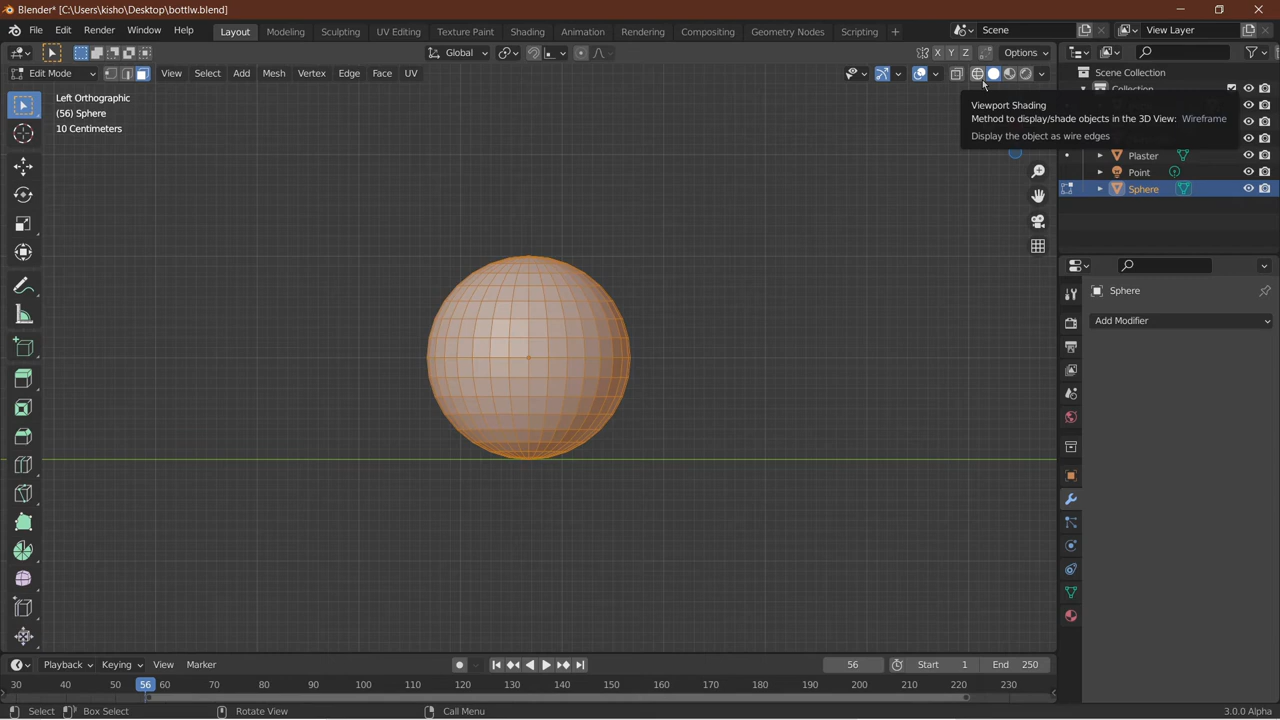 Blender* [C:\Users\kisho\Desktop\bottlw.blend]
File Edit Render Window Help Layout Modeling Sculpting UV Editing Texture Paint Shading Animation Rendering Compositing Geometry Nodes Scripting + Scene View Layer
Global X Y Z Options
Edit Mode View Select Add Mesh Vertex Edge Face UV
Scene Collection
Collection
Left Orthographic
(56) Sphere
10 Centimeters
Viewport Shading
Method to display/shade objects in the 3D View: Wireframe
Display the object as wire edges
Plaster
Point
Sphere
Sphere
Add Modifier
Playback Keying View Marker 56 Start 1 End 250
30 40 50 56 60 70 80 90 100 110 120 130 140 150 160 170 180 190 200 210 220 230
Select Box Select Rotate View Call Menu 3.0.0 Alpha